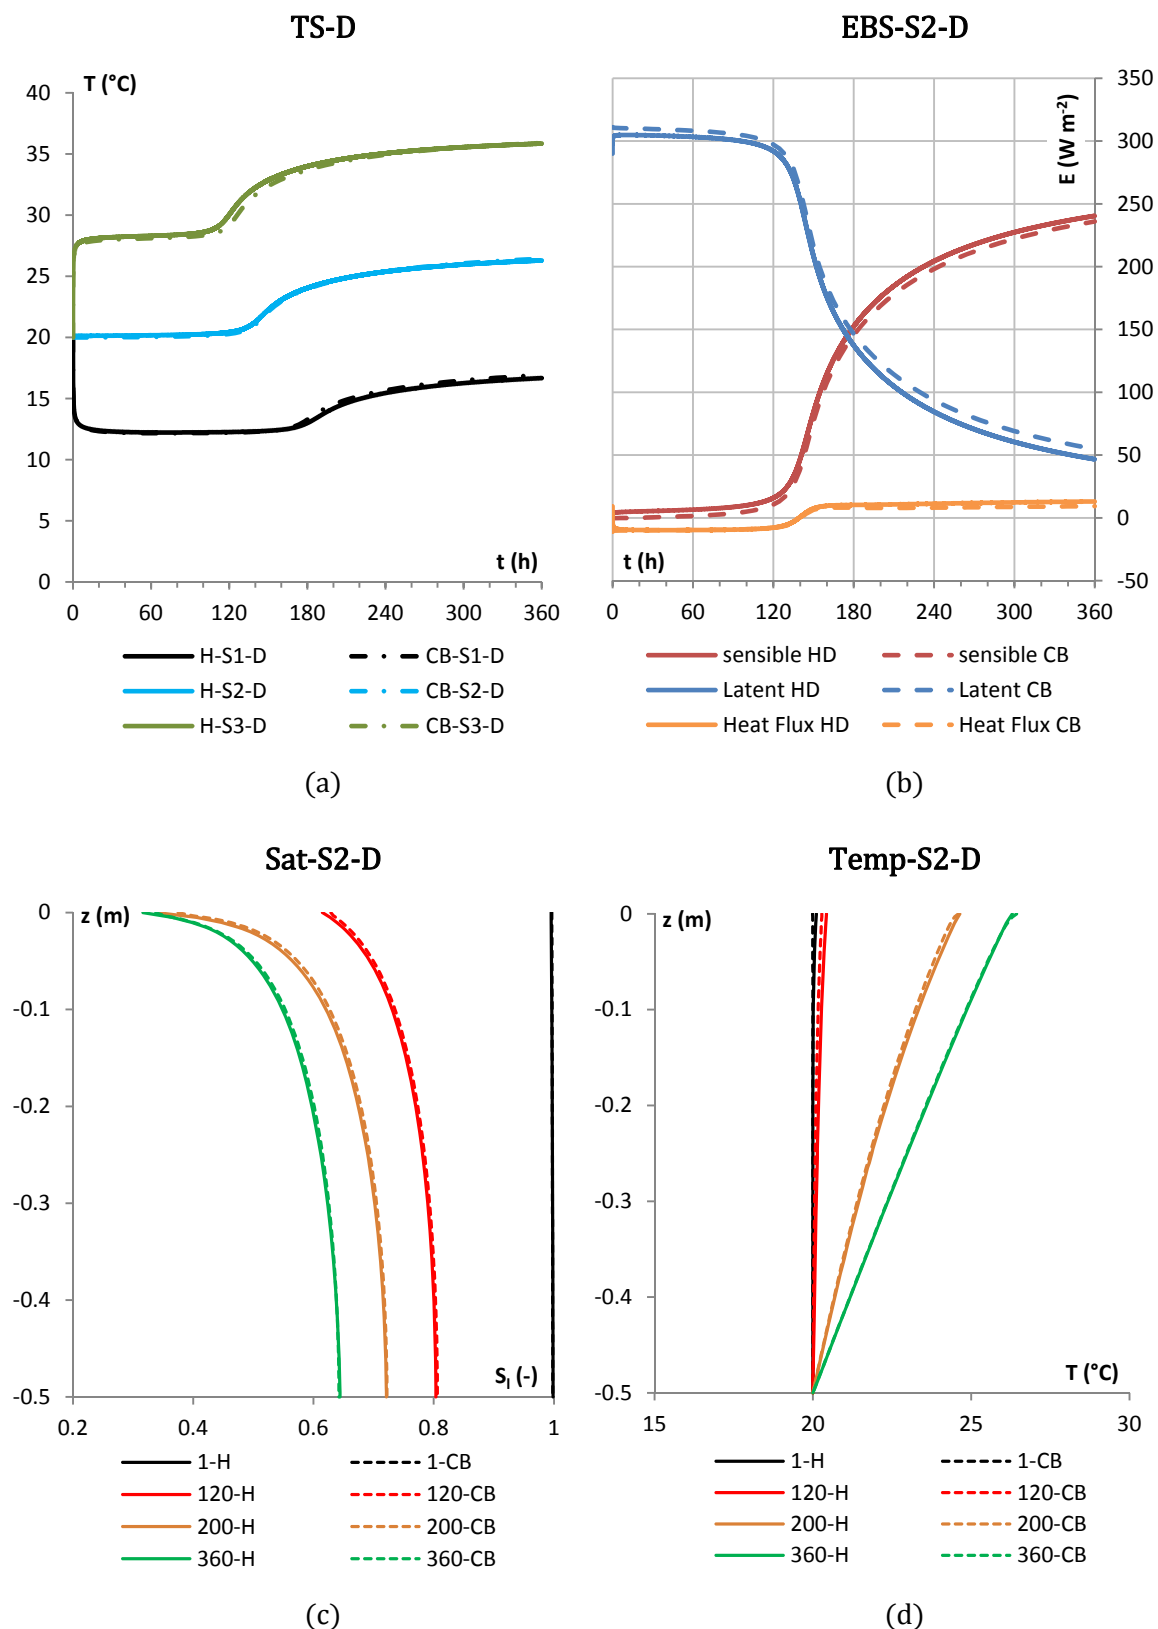 TS-D
T (°C)
40
35
30
25
20
15
10
5
0
t (h)
0 60 120 180 240 300 360
H-S1-D CB-S1-D
H-S2-D CB-S2-D
H-S3-D CB-S3-D
(a)
EBS-S2-D
E (W m-2)
350
300
250
200
150
100
50
0
-50
t (h)
0 60 120 180 240 300 360
sensible HD sensible CB
Latent HD Latent CB
Heat Flux HD Heat Flux CB
(b)
Sat-S2-D
z (m)
0
-0.1
-0.2
-0.3
-0.4
-0.5
Sl (-)
0.2 0.4 0.6 0.8 1
1-H 1-CB
120-H 120-CB
200-H 200-CB
360-H 360-CB
(c)
Temp-S2-D
z (m)
0
-0.1
-0.2
-0.3
-0.4
-0.5
T (°C)
15 20 25 30
1-H 1-CB
120-H 120-CB
200-H 200-CB
360-H 360-CB
(d)